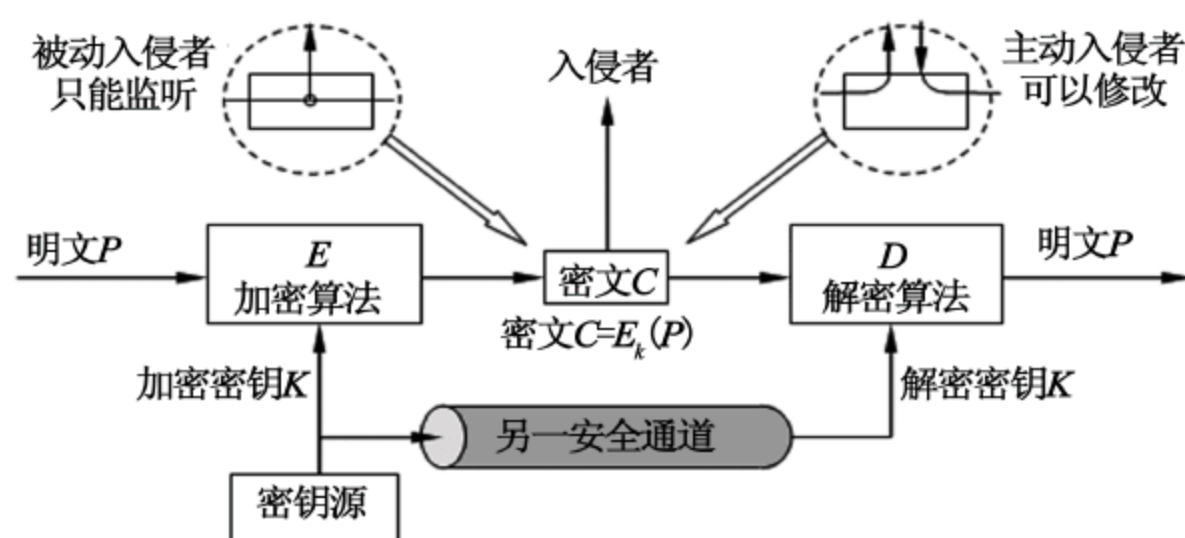 被动入侵者
只能监听
入侵者
主动入侵者
可以修改
明文P
E
加密算法
密文C
D
解密算法
明文P
密文C=Ek(P)
加密密钥K
解密密钥K
另一安全通道
密钥源